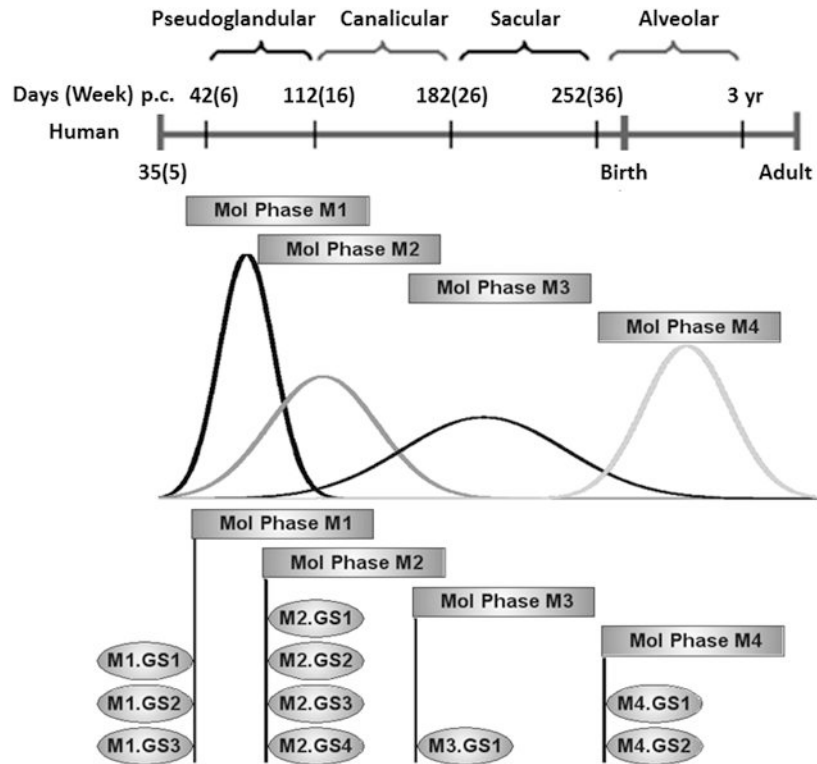 Pseudoglandular Canalicular Sacular Alveolar
Days (Week) p.c. 42(6) 112(16) 182(26) 252(36) 3 yr
Human
35(5) Birth Adult
Mol Phase M1
Mol Phase M2
Mol Phase M3
Mol Phase M4
Mol Phase M1
Mol Phase M2
Mol Phase M3
M2.GS1
Mol Phase M4
M1.GS1 M2.GS2
M1.GS2 M2.GS3 M4.GS1
M1.GS3 M2.GS4 M3.GS1 M4.GS2